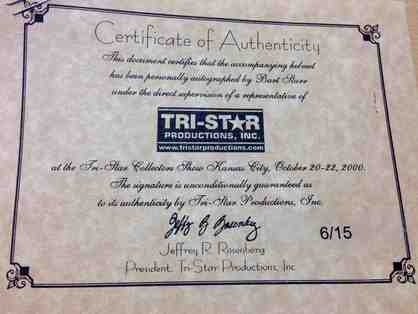 Certificate of Authenticity
This document certifies that the accompanying helmet
has been personally autographed by Bart Starr
under the direct supervision of a representative of
TRI-STAR
PRODUCTIONS, INC.
www.tristarproductions.com
at the Tri-Star Collectors Show Kansas City, October 20-22, 2000.
The signature is unconditionally guaranteed as
to its authenticity by Tri-Star Productions, Inc.
Jeffrey R. Rosenberg
6/15
Jeffrey R. Rosenberg
President, Tri-Star Productions, Inc.